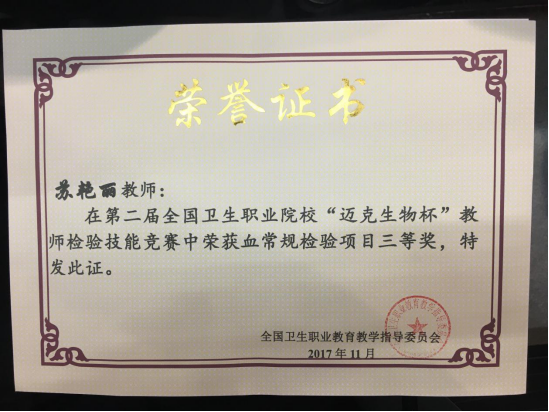 荣誉证书
苏艳丽教师：
在第二届全国卫生职业院校“迈克生物杯”教
师检验技能竞赛中荣获血常规检验项目三等奖，特
发此证。
全国卫生职业教育教学指导委员会
2017年11月